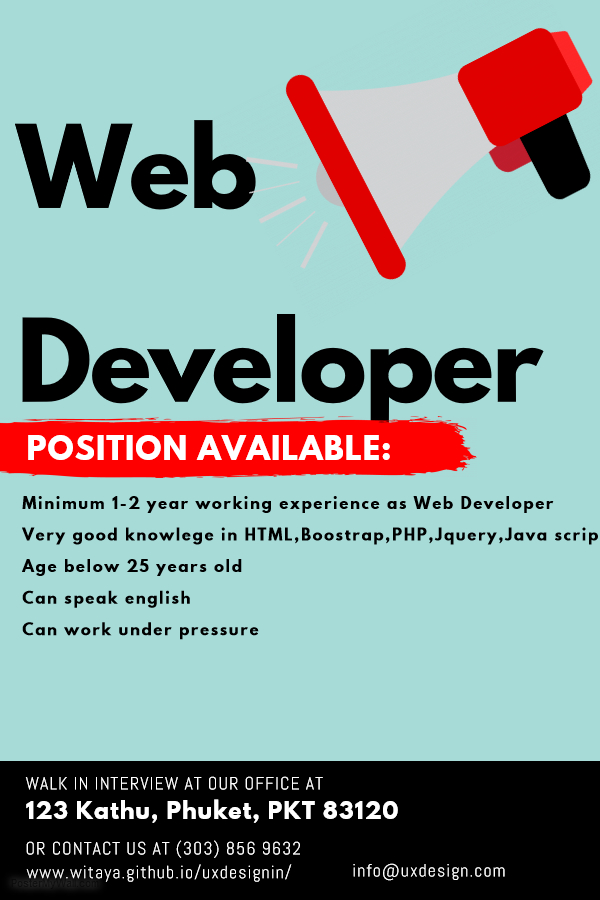 Web
Developer
POSITION AVAILABLE:
Minimum 1-2 year working experience as Web Developer
Very good knowlege in HTML,Boostrap,PHP,Jquery,Java scrip
Age below 25 years old
Can speak english
Can work under pressure
WALK IN INTERVIEW AT OUR OFFICE AT
123 Kathu, Phuket, PKT 83120
OR CONTACT US AT (303) 856 9632
www.witaya.github.io/uxdesignin/
info@uxdesign.com